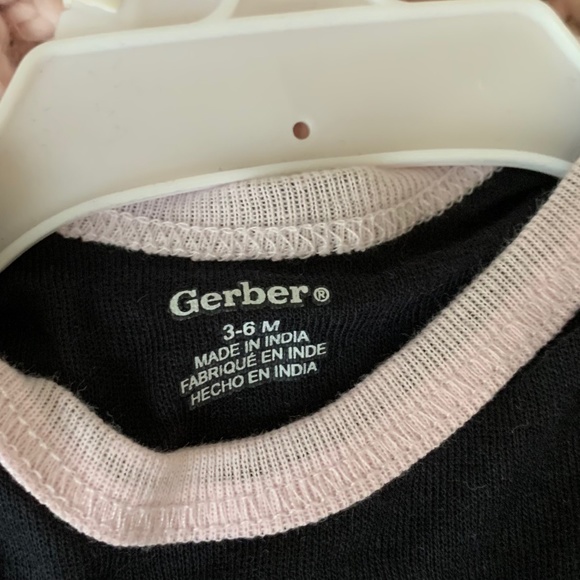 Gerber®
3-6 M
MADE IN INDIA
FABRIQUÉ EN INDE
HECHO EN INDIA